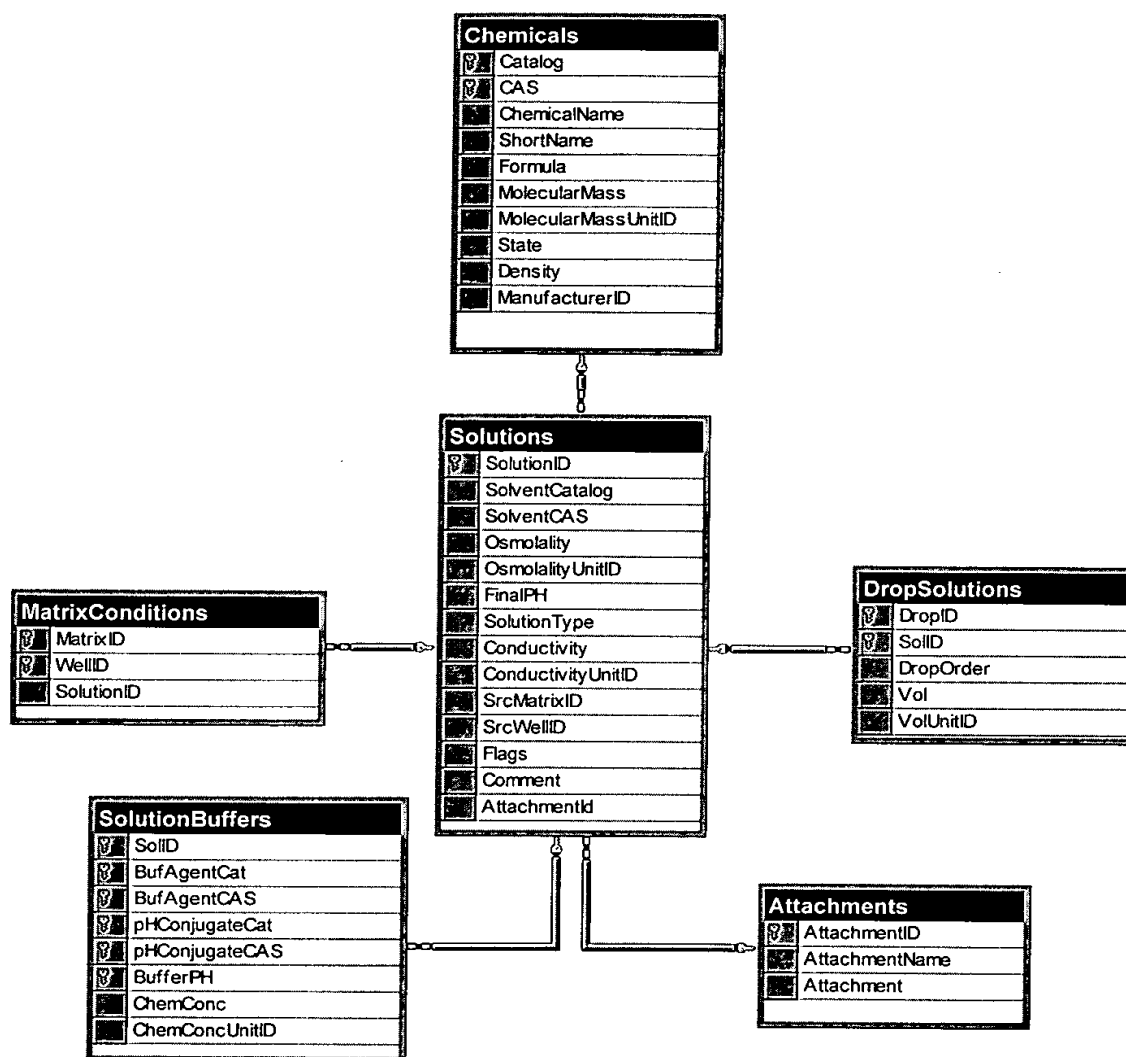 Chemicals
Catalog
CAS
ChemicalName
ShortName
Formula
MolecularMass
MolecularMassUnitID
State
Density
ManufacturerID
Solutions
SolutionID
SolventCatalog
SolventCAS
Osmolality
OsmolalityUnitID
FinalPH
SolutionType
Conductivity
ConductivityUnitID
SrcMatrixID
SrcWellID
Flags
Comment
AttachmentId
MatrixConditions
MatrixID
WellID
SolutionID
DropSolutions
DropID
SolID
DropOrder
Vol
VolUnitID
SolutionBuffers
SolID
BufAgentCat
BufAgentCAS
pHConjugateCat
pHConjugateCAS
BufferPH
ChemConc
ChemConcUnitID
Attachments
AttachmentID
AttachmentName
Attachment